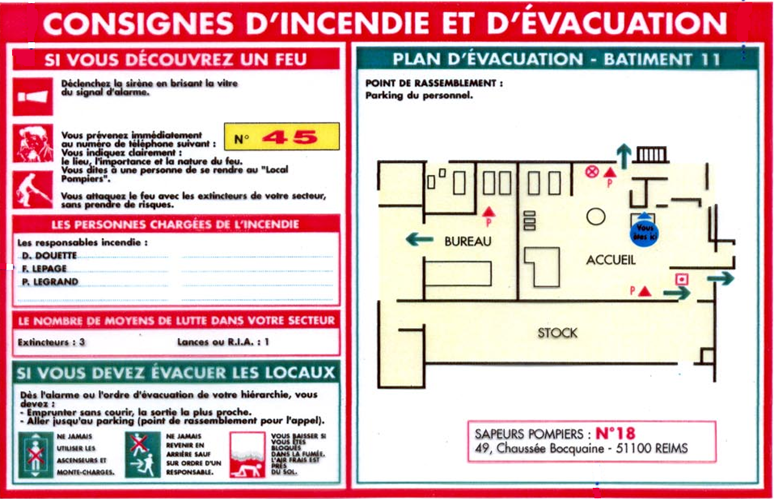 CONSIGNES D'INCENDIE ET D'ÉVACUATION
SI VOUS DÉCOUVREZ UN FEU
Déclenchez la sirène en brisant la vitre
du signal d'alarme.
Vous prévenez immédiatement
au numéro de téléphone suivant :
N° 45
Vous indiquez clairement :
le lieu, l'importance et la nature du feu.
Vous dites à une personne de se rendre au "Local
Pompiers".
Vous attaquez le feu avec les extincteurs de votre secteur,
sans prendre de risques.
LES PERSONNES CHARGÉES DE L'INCENDIE
Les responsables incendie :
D. DOUETTE
F. LEPAGE
P. LEGRAND
LE NOMBRE DE MOYENS DE LUTTE DANS VOTRE SECTEUR
Extincteurs : 3 Lances ou R.I.A. : 1
SI VOUS DEVEZ ÉVACUER LES LOCAUX
Dès l'alarme ou l'ordre d'évacuation de votre hiérarchie, vous
devez :
- Emprunter sans courir, la sortie la plus proche.
- Aller jusqu'au parking (point de rassemblement pour l'appel).
NE JAMAIS
UTILISER LES
ASCENSEURS ET
MONTE-CHARGES.
NE JAMAIS
REVENIR EN
ARRIÈRE SAUF
SUR ORDRE D'UN
RESPONSABLE.
VOUS BAISSER SI
VOUS ÊTES
BLOQUÉS
DANS LA FUMÉE.
L'AIR FRAIS EST
PRÈS
DU SOL.
PLAN D'ÉVACUATION - BATIMENT 11
POINT DE RASSEMBLEMENT :
Parking du personnel.
P
P
Vous
êtes ici
BUREAU
ACCUEIL
P
STOCK
SAPEURS POMPIERS : N°18
49, Chaussée Bocquaine - 51100 REIMS